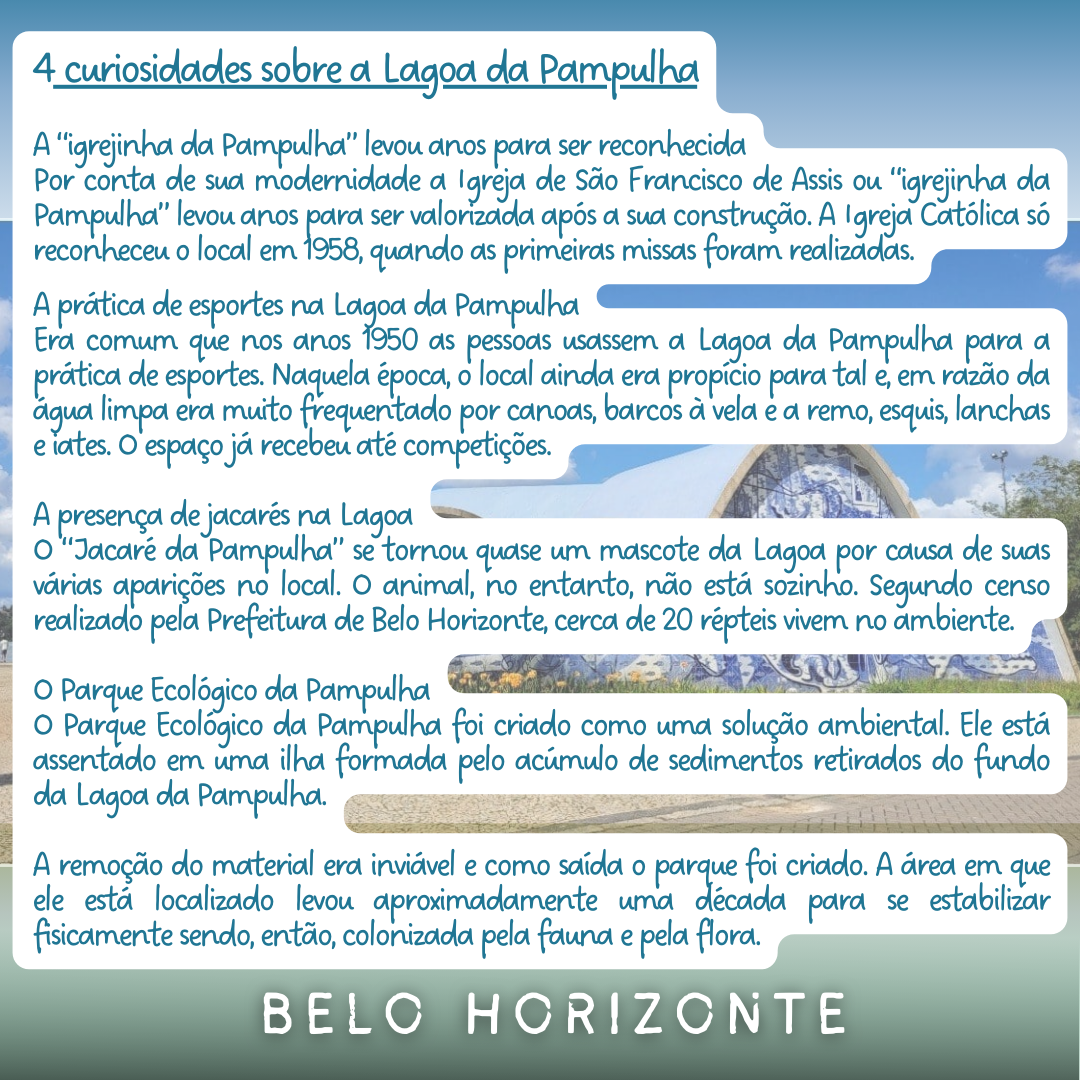 4 curiosidades sobre a Lagoa da Pampulha
A “igrejinha da Pampulha” levou anos para ser reconhecida
Por conta de sua modernidade a Igreja de São Francisco de Assis ou “igrejinha da
Pampulha” levou anos para ser valorizada após a sua construção. A Igreja Católica só
reconheceu o local em 1958, quando as primeiras missas foram realizadas.
A prática de esportes na Lagoa da Pampulha
Era comum que nos anos 1950 as pessoas usassem a Lagoa da Pampulha para a
prática de esportes. Naquela época, o local ainda era propício para tal e, em razão da
água limpa era muito frequentado por canoas, barcos à vela e a remo, esquis, lanchas
e iates. O espaço já recebeu até competições.
A presença de jacarés na Lagoa
O “Jacaré da Pampulha” se tornou quase um mascote da Lagoa por causa de suas
várias aparições no local. O animal, no entanto, não está sozinho. Segundo censo
realizado pela Prefeitura de Belo Horizonte, cerca de 20 répteis vivem no ambiente.
O Parque Ecológico da Pampulha
O Parque Ecológico da Pampulha foi criado como uma solução ambiental. Ele está
assentado em uma ilha formada pelo acúmulo de sedimentos retirados do fundo
da Lagoa da Pampulha.
A remoção do material era inviável e como saída o parque foi criado. A área em que
ele está localizado levou aproximadamente uma década para se estabilizar
fisicamente sendo, então, colonizada pela fauna e pela flora.
BELO HORIZONTE